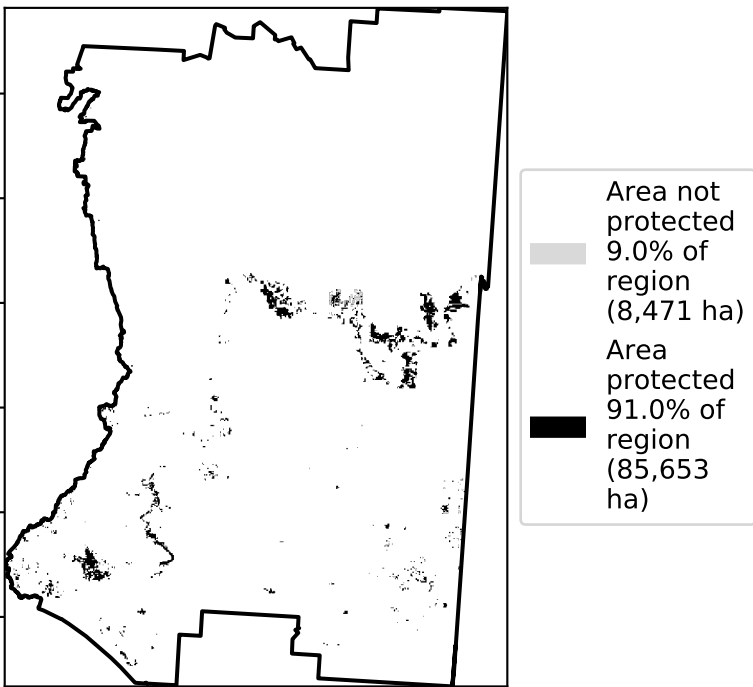 Area not
protected
9.0% of
region
(8,471 ha)
Area
protected
91.0% of
region
(85,653
ha)